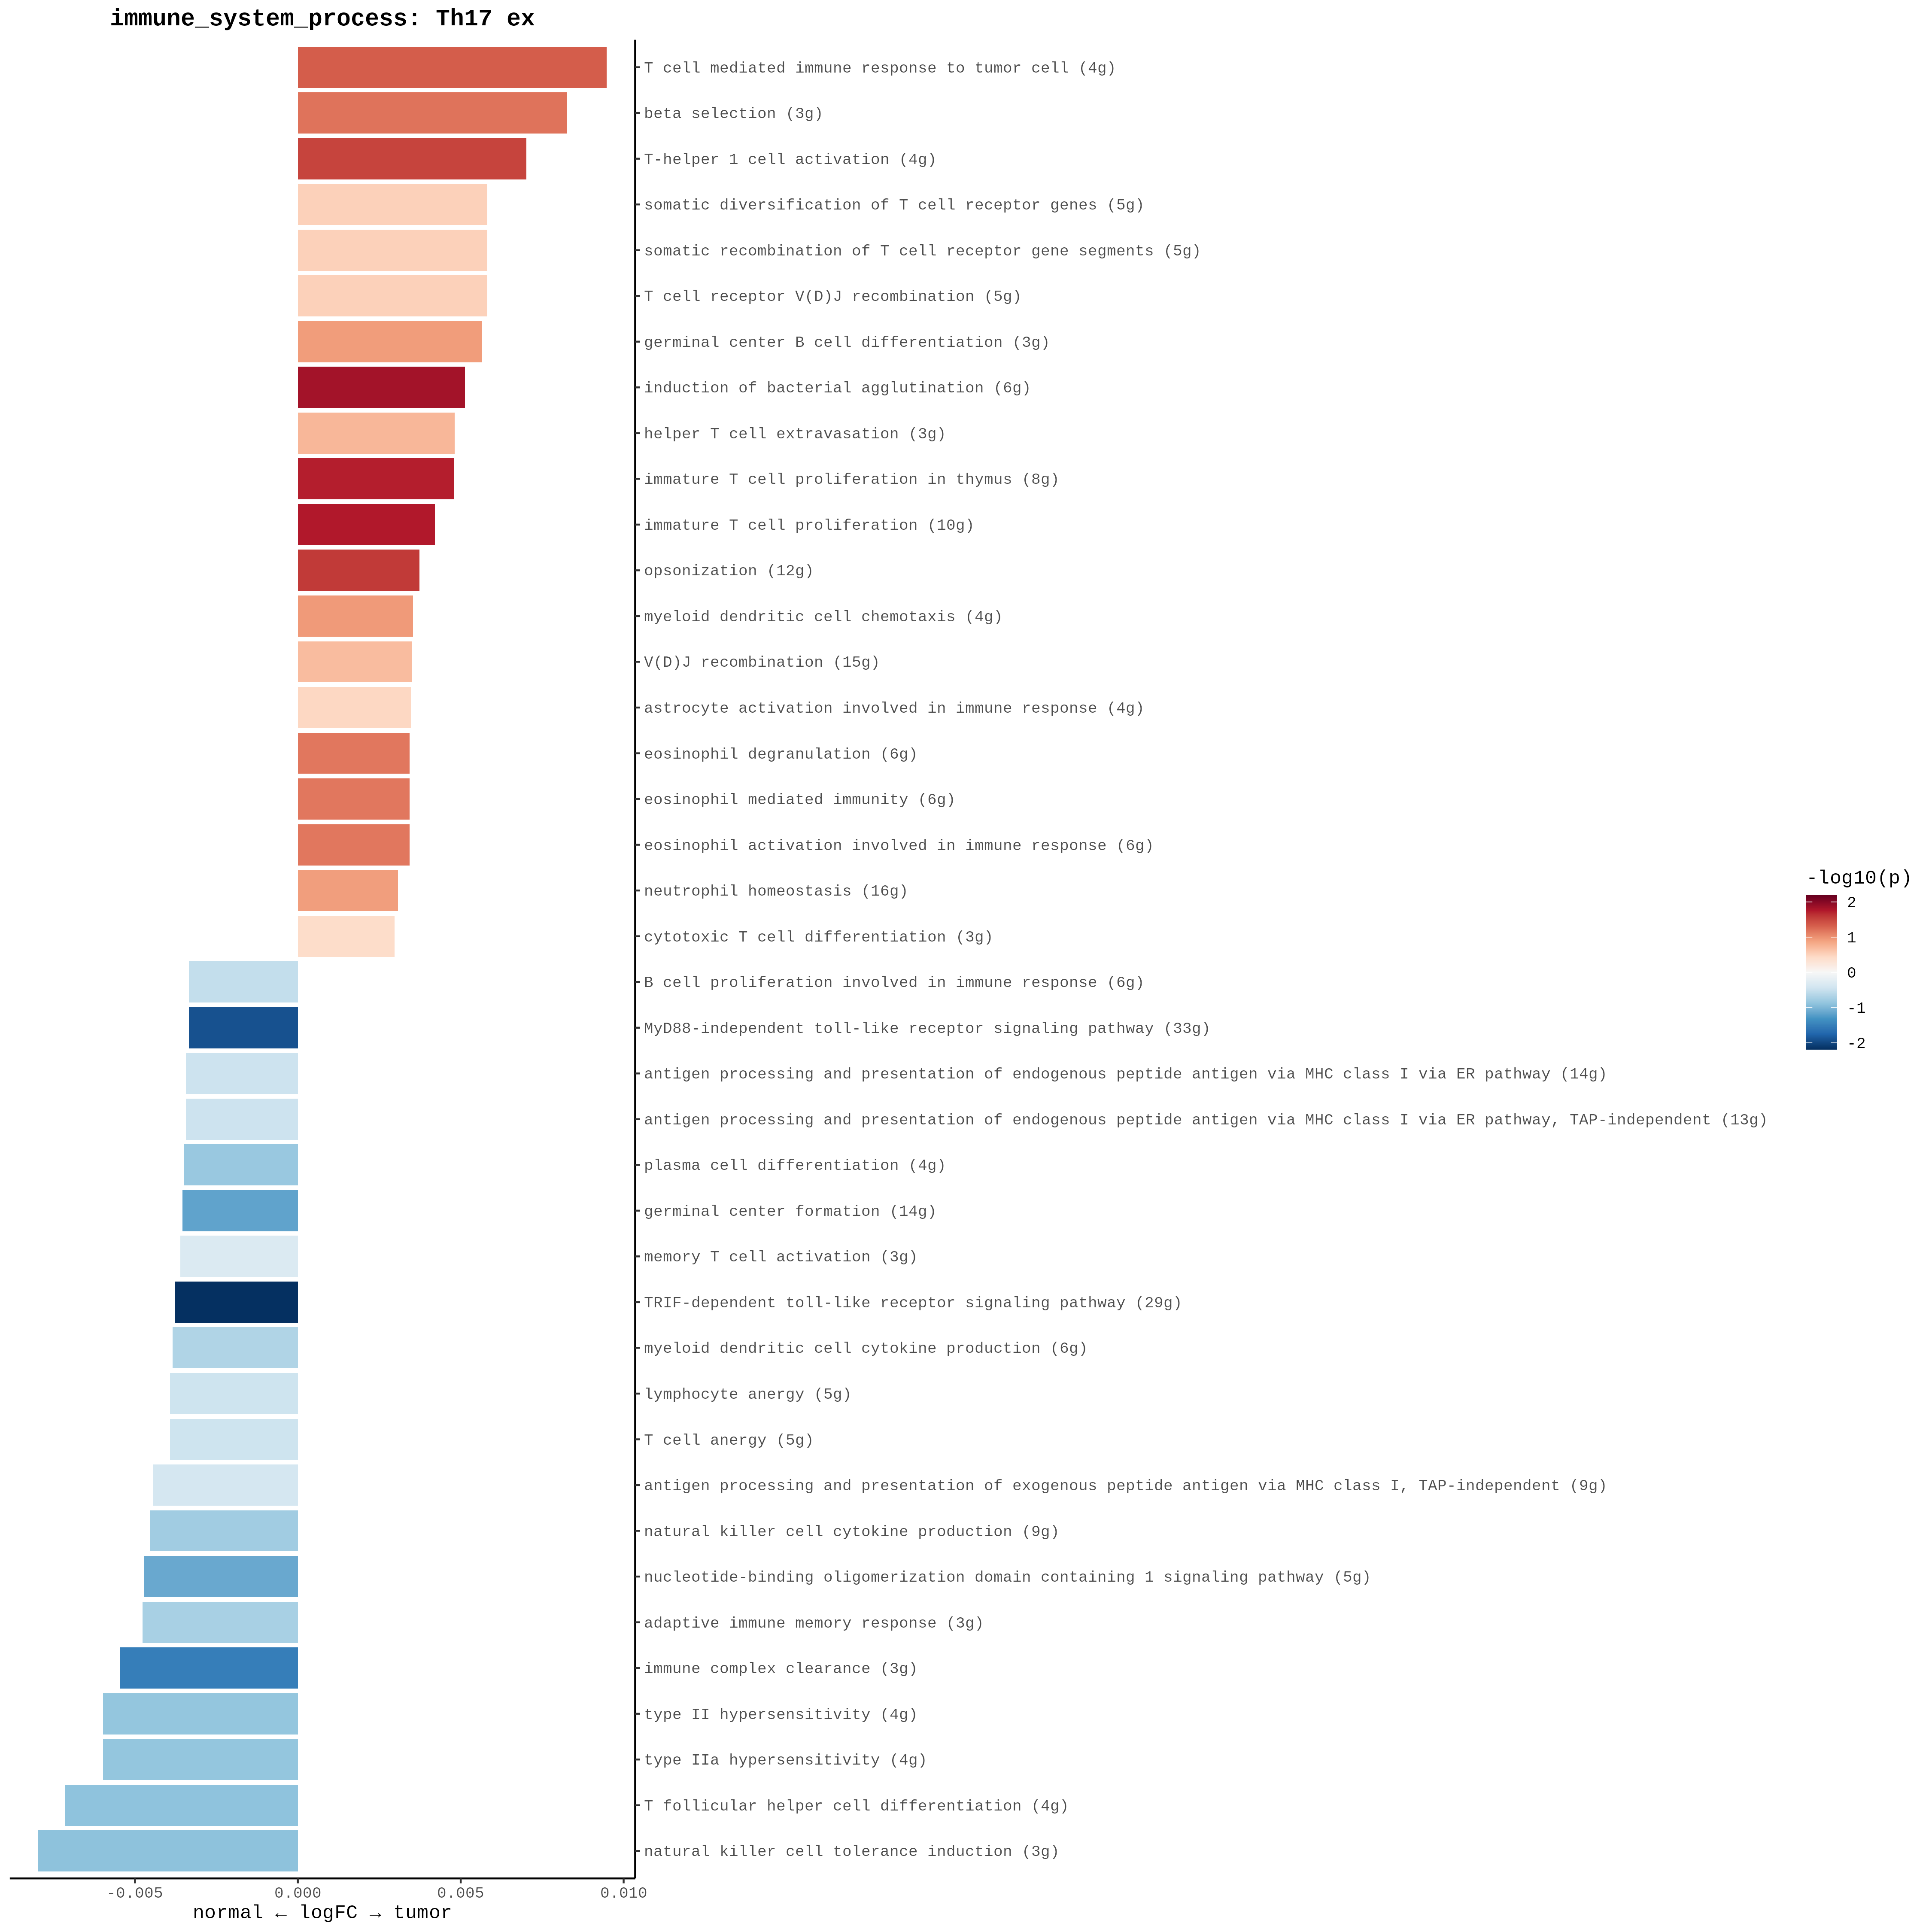 immune_system_process: Th17 ex
T cell mediated immune response to tumor cell (4g)
beta selection (3g)
T-helper 1 cell activation (4g)
somatic diversification of T cell receptor genes (5g)
somatic recombination of T cell receptor gene segments (5g)
T cell receptor V(D)J recombination (5g)
germinal center B cell differentiation (3g)
induction of bacterial agglutination (6g)
helper T cell extravasation (3g)
immature T cell proliferation in thymus (8g)
immature T cell proliferation (10g)
opsonization (12g)
myeloid dendritic cell chemotaxis (4g)
V(D)J recombination (15g)
astrocyte activation involved in immune response (4g)
eosinophil degranulation (6g)
eosinophil mediated immunity (6g)
eosinophil activation involved in immune response (6g)
neutrophil homeostasis (16g)
cytotoxic T cell differentiation (3g)
B cell proliferation involved in immune response (6g)
MyD88-independent toll-like receptor signaling pathway (33g)
antigen processing and presentation of endogenous peptide antigen via MHC class I via ER pathway (14g)
antigen processing and presentation of endogenous peptide antigen via MHC class I via ER pathway, TAP-independent (13g)
plasma cell differentiation (4g)
germinal center formation (14g)
memory T cell activation (3g)
TRIF-dependent toll-like receptor signaling pathway (29g)
myeloid dendritic cell cytokine production (6g)
lymphocyte anergy (5g)
T cell anergy (5g)
antigen processing and presentation of exogenous peptide antigen via MHC class I, TAP-independent (9g)
natural killer cell cytokine production (9g)
nucleotide-binding oligomerization domain containing 1 signaling pathway (5g)
adaptive immune memory response (3g)
immune complex clearance (3g)
type II hypersensitivity (4g)
type IIa hypersensitivity (4g)
T follicular helper cell differentiation (4g)
natural killer cell tolerance induction (3g)
-0.005 0.000 0.005 0.010
normal ← logFC → tumor
-log10(p)
2
1
0
-1
-2